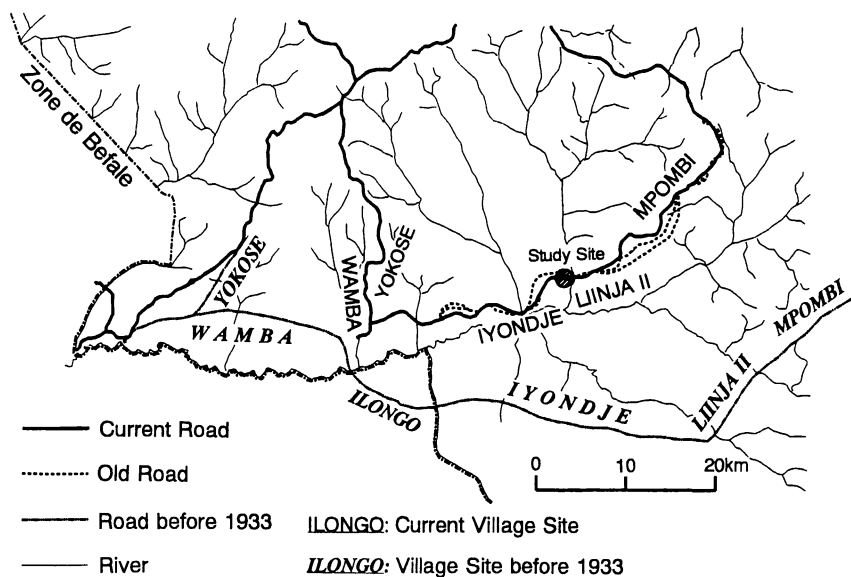 Zone de Befale
MPOMBI
Study Site
YOKOSE
WAMBA
YOKOSE
LIINJA II
IYONDJE
WAMBA
MPOMBI
LIINJA II
IYONDJE
ILONGO
Current Road
Old Road
0 10 20km
Road before 1933
ILONGO: Current Village Site
River
ILONGO: Village Site before 1933